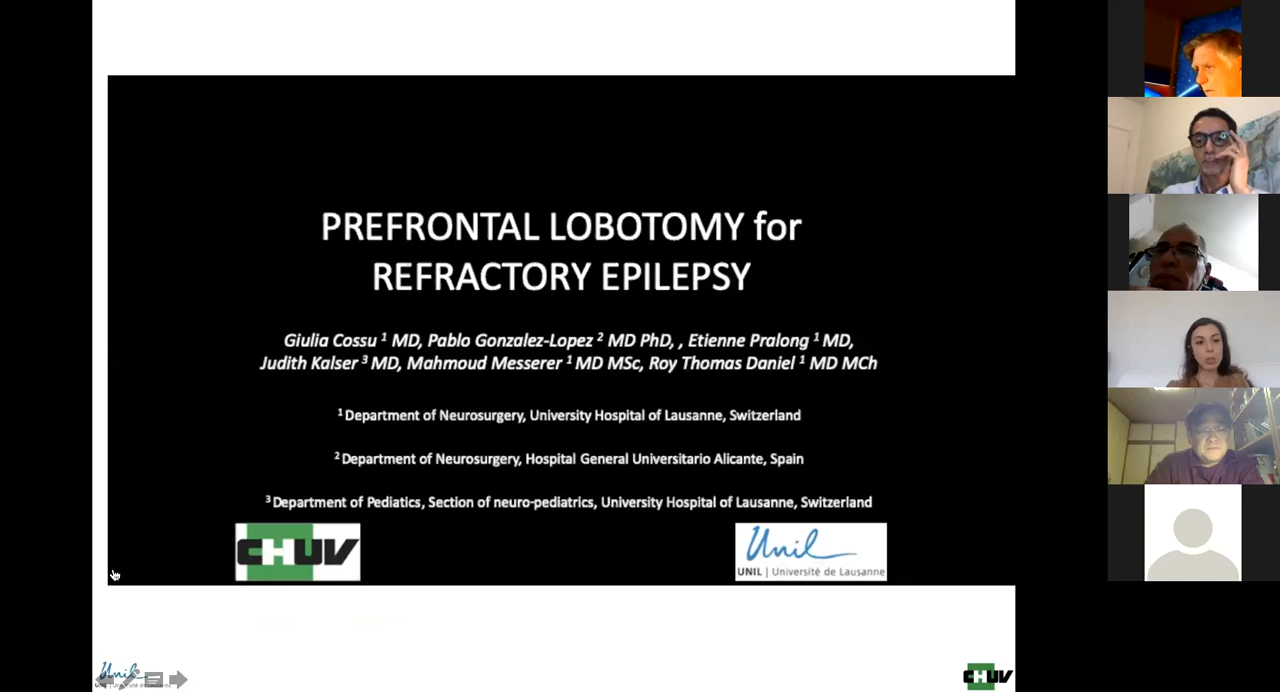 PREFRONTAL LOBOTOMY for
REFRACTORY EPILEPSY
Giulia Cossu ¹ MD, Pablo Gonzalez-Lopez ² MD PhD, , Etienne Pralong ¹ MD,
Judith Kalser ³ MD, Mahmoud Messerer ¹ MD MSc, Roy Thomas Daniel ¹ MD MCh
¹ Department of Neurosurgery, University Hospital of Lausanne, Switzerland
² Department of Neurosurgery, Hospital General Universitario Alicante, Spain
³ Department of Pediatrics, Section of neuro-pediatrics, University Hospital of Lausanne, Switzerland
CHUV
Unil
UNIL | Université de Lausanne
Unil
CHUV